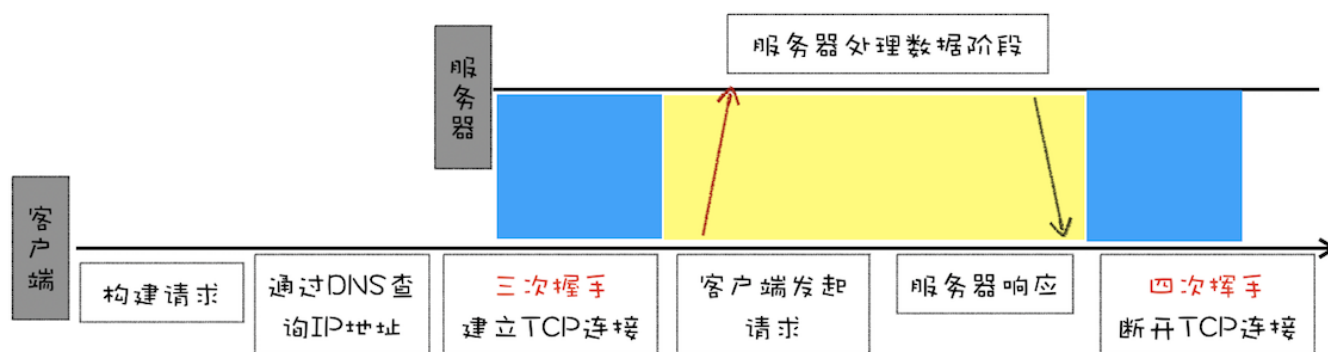 服务器处理数据阶段
服务器
客户端
构建请求
通过DNS查
询IP地址
三次握手
建立TCP连接
客户端发起
请求
服务器响应
四次挥手
断开TCP连接